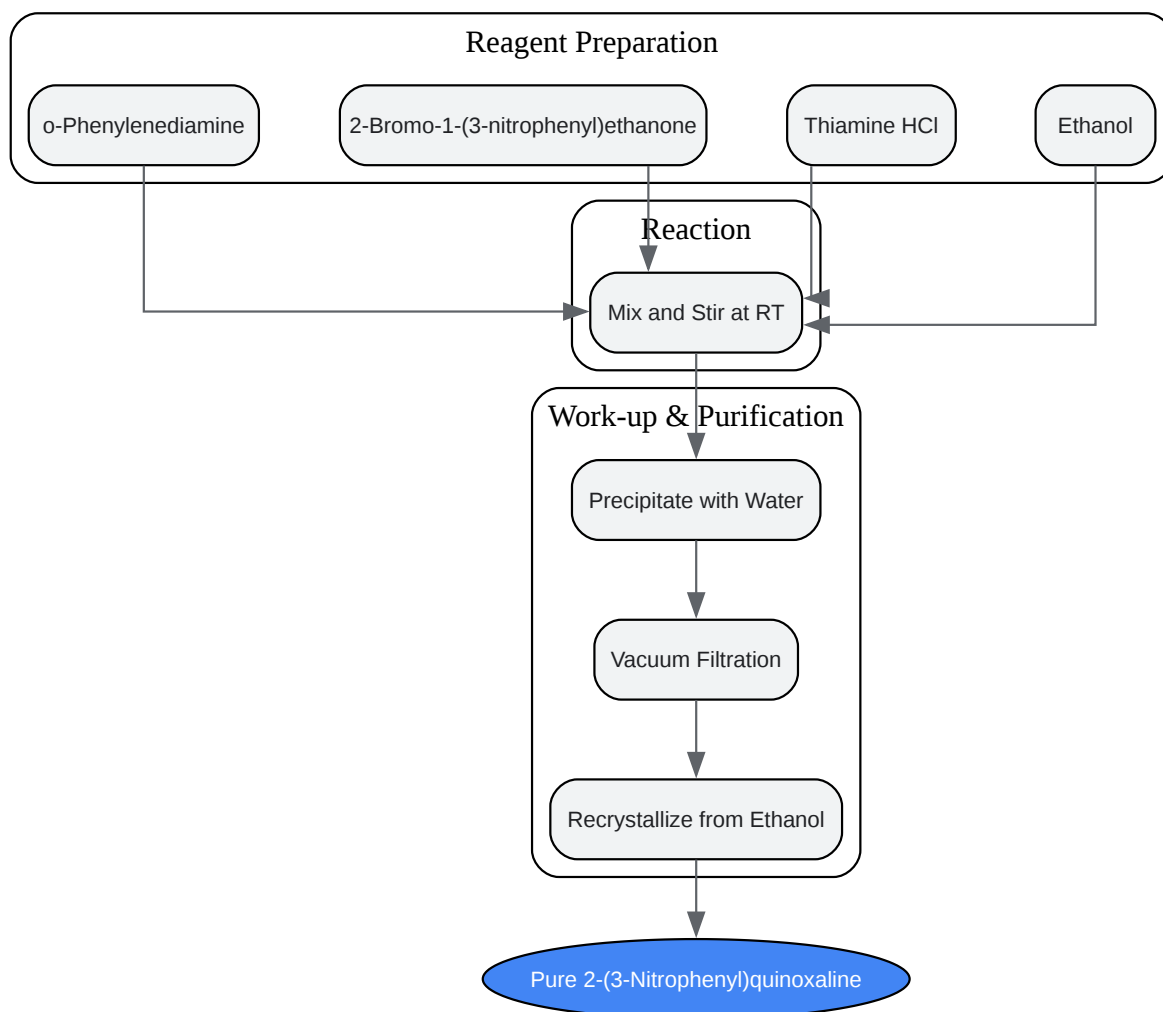 Reagent Preparation
o-Phenylenediamine
2-Bromo-1-(3-nitrophenyl)ethanone
Thiamine HCl
Ethanol
Reaction
Mix and Stir at RT
Work-up & Purification
Precipitate with Water
Vacuum Filtration
Recrystallize from Ethanol
Pure 2-(3-Nitrophenyl)quinoxaline